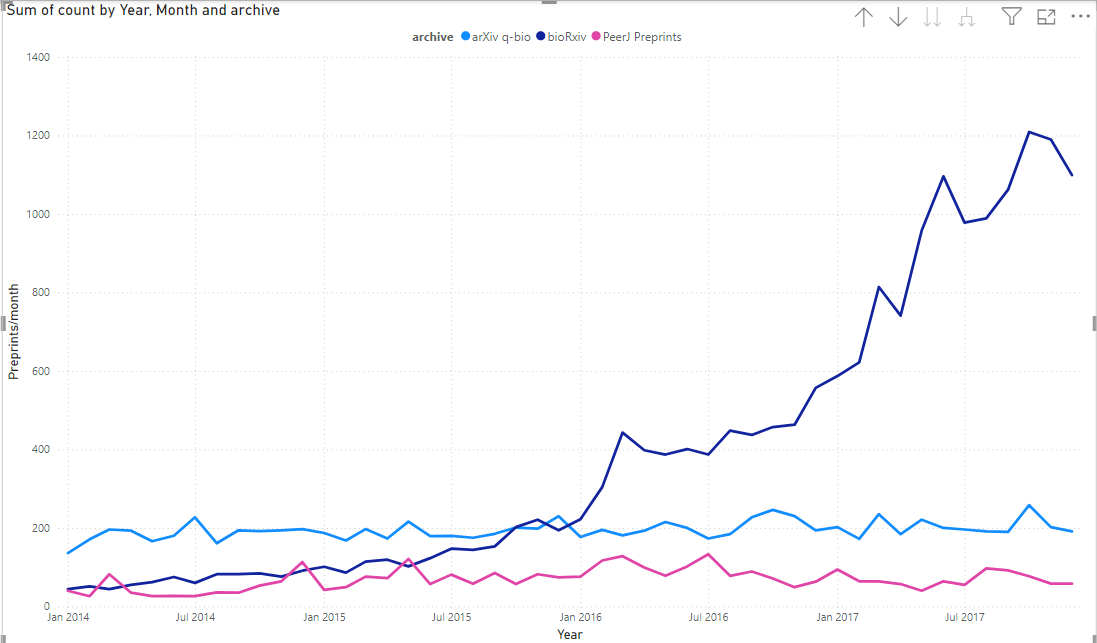 Sum of count by Year, Month and archive
archive arXiv q-bio bioRxiv PeerJ Preprints
1400
1200
1000
800
600
400
200
0
Preprints/month
Jan 2014 Jul 2014 Jan 2015 Jul 2015 Jan 2016 Jul 2016 Jan 2017 Jul 2017
Year